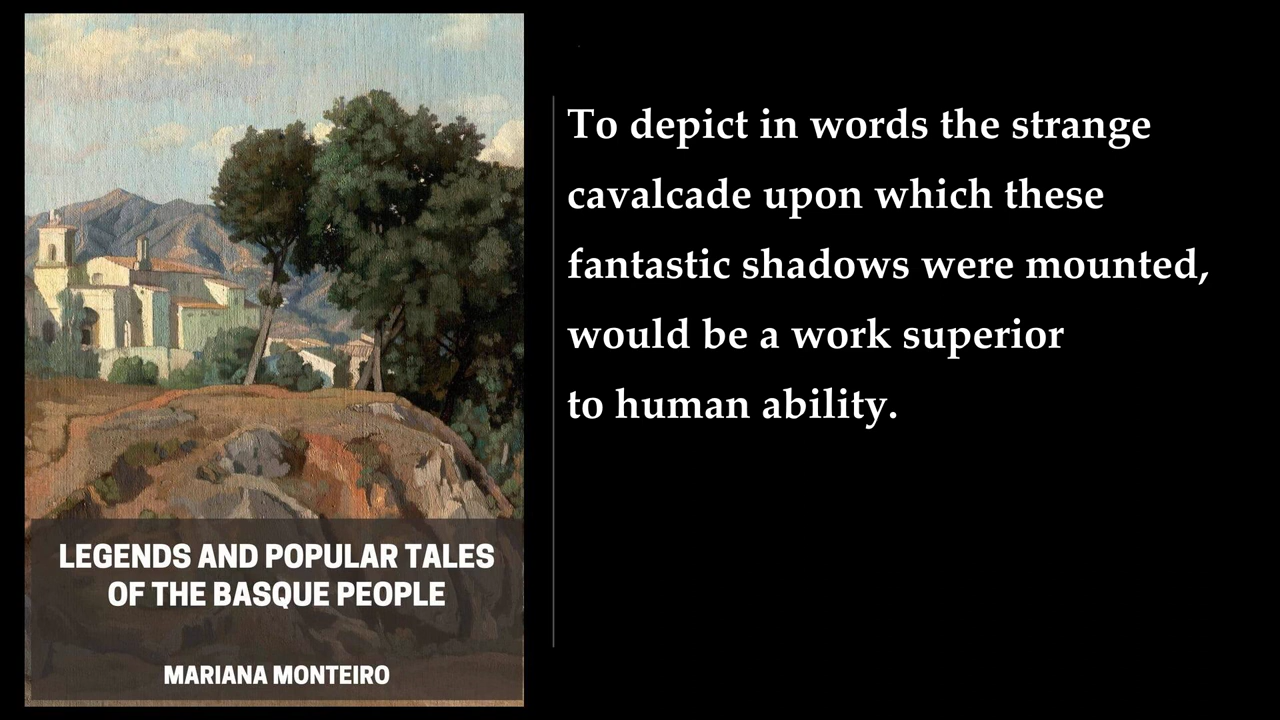 To depict in words the strange
cavalcade upon which these
fantastic shadows were mounted,
would be a work superior
to human ability.
LEGENDS AND POPULAR TALES
OF THE BASQUE PEOPLE
MARIANA MONTEIRO